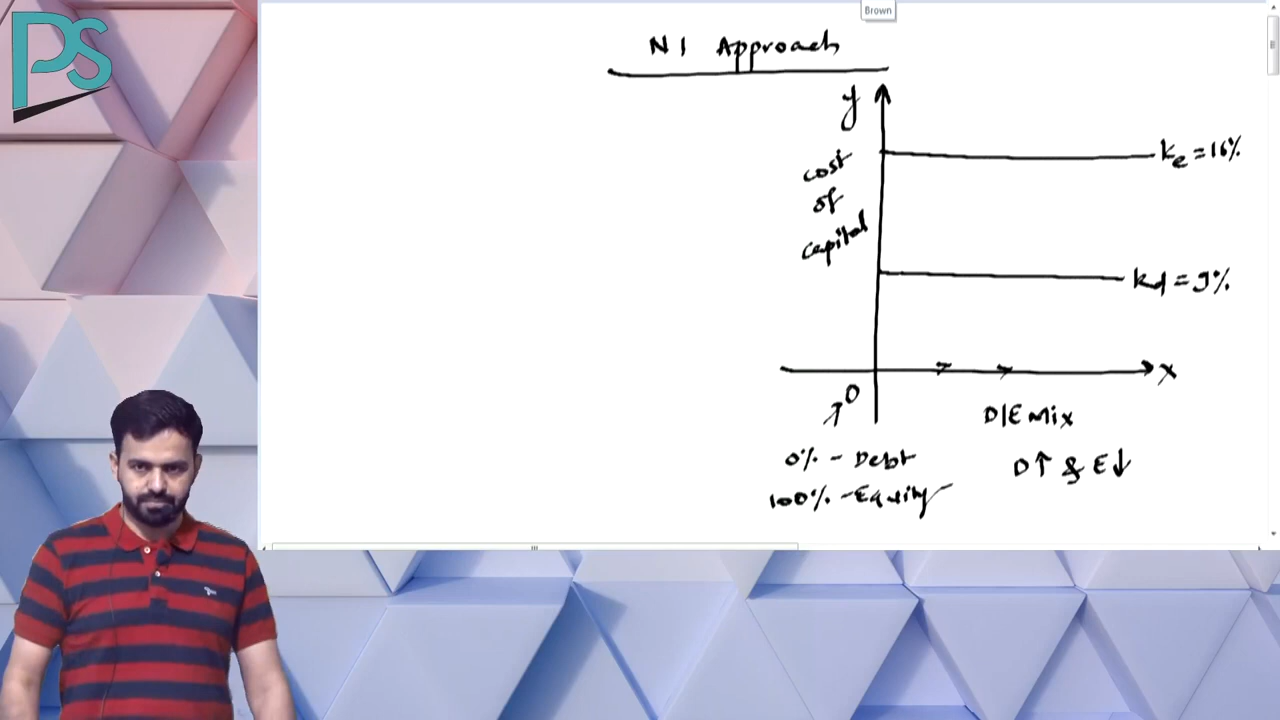 PS
Brown
NI Approach
y
cost
of
capital
ke = 16%
kd = 9%
x
0
D/E Mix
0% - Debt
D↑ & E↓
100% - Equity